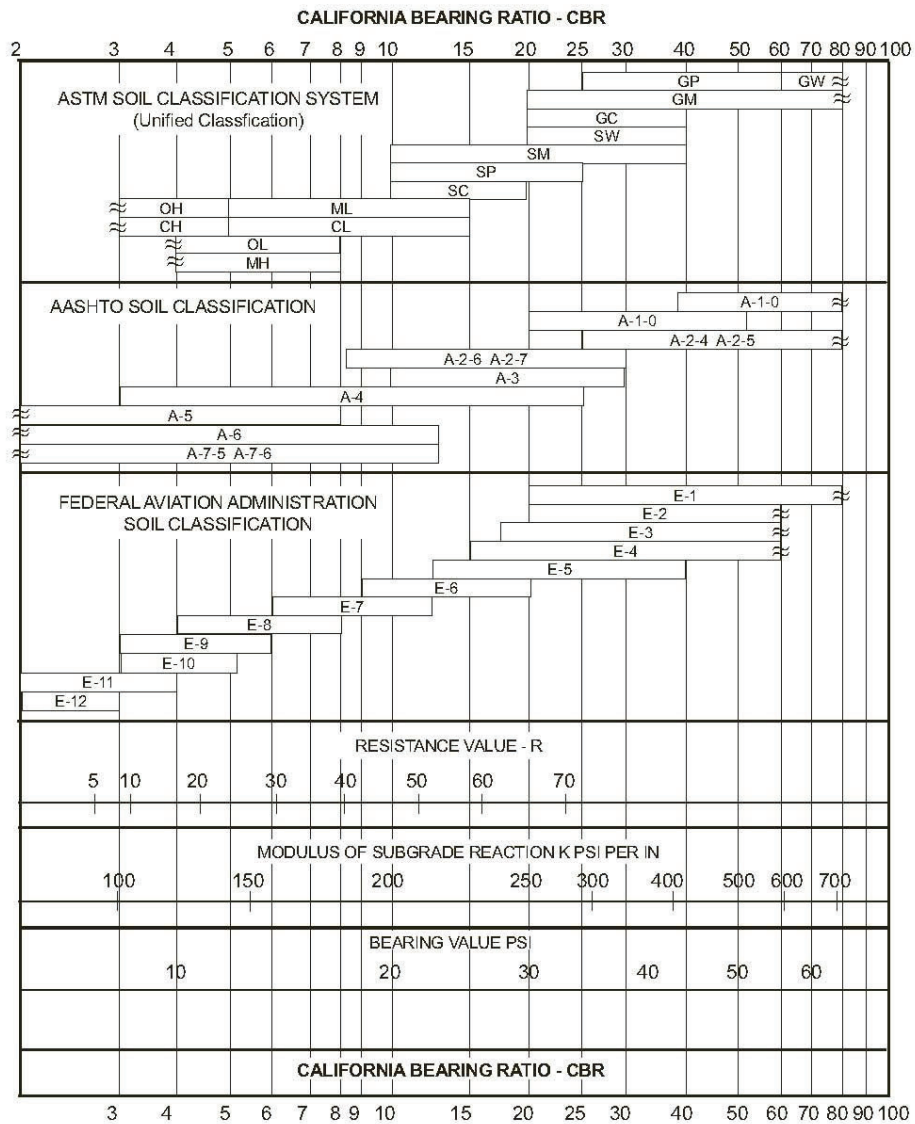 CALIFORNIA BEARING RATIO - CBR
2 3 4 5 6 7 8 9 10 15 20 25 30 40 50 60 70 80 100
GP GW
ASTM SOIL CLASSIFICATION SYSTEM
GM
(Unified Classfication)
GC
SW
SM
SP
SC
OH ML
CH CL
OL
MH
AASHTO SOIL CLASSIFICATION
A-1-0
A-1-0
A-2-4 A-2-5
A-2-6 A-2-7
A-3
A-4
A-5
A-6
A-7-5 A-7-6
FEDERAL AVIATION ADMINISTRATION
SOIL CLASSIFICATION
E-1
E-2
E-3
E-4
E-5
E-6
E-7
E-8
E-9
E-10
E-11
E-12
RESISTANCE VALUE - R
5 10 20 30 40 50 60 70
MODULUS OF SUBGRADE REACTION K PSI PER IN
100 150 200 250 300 400 500 600 700
BEARING VALUE PSI
10 20 30 40 50 60
CALIFORNIA BEARING RATIO - CBR
3 4 5 6 7 8 9 10 15 20 25 30 40 50 60 70 80 90 100